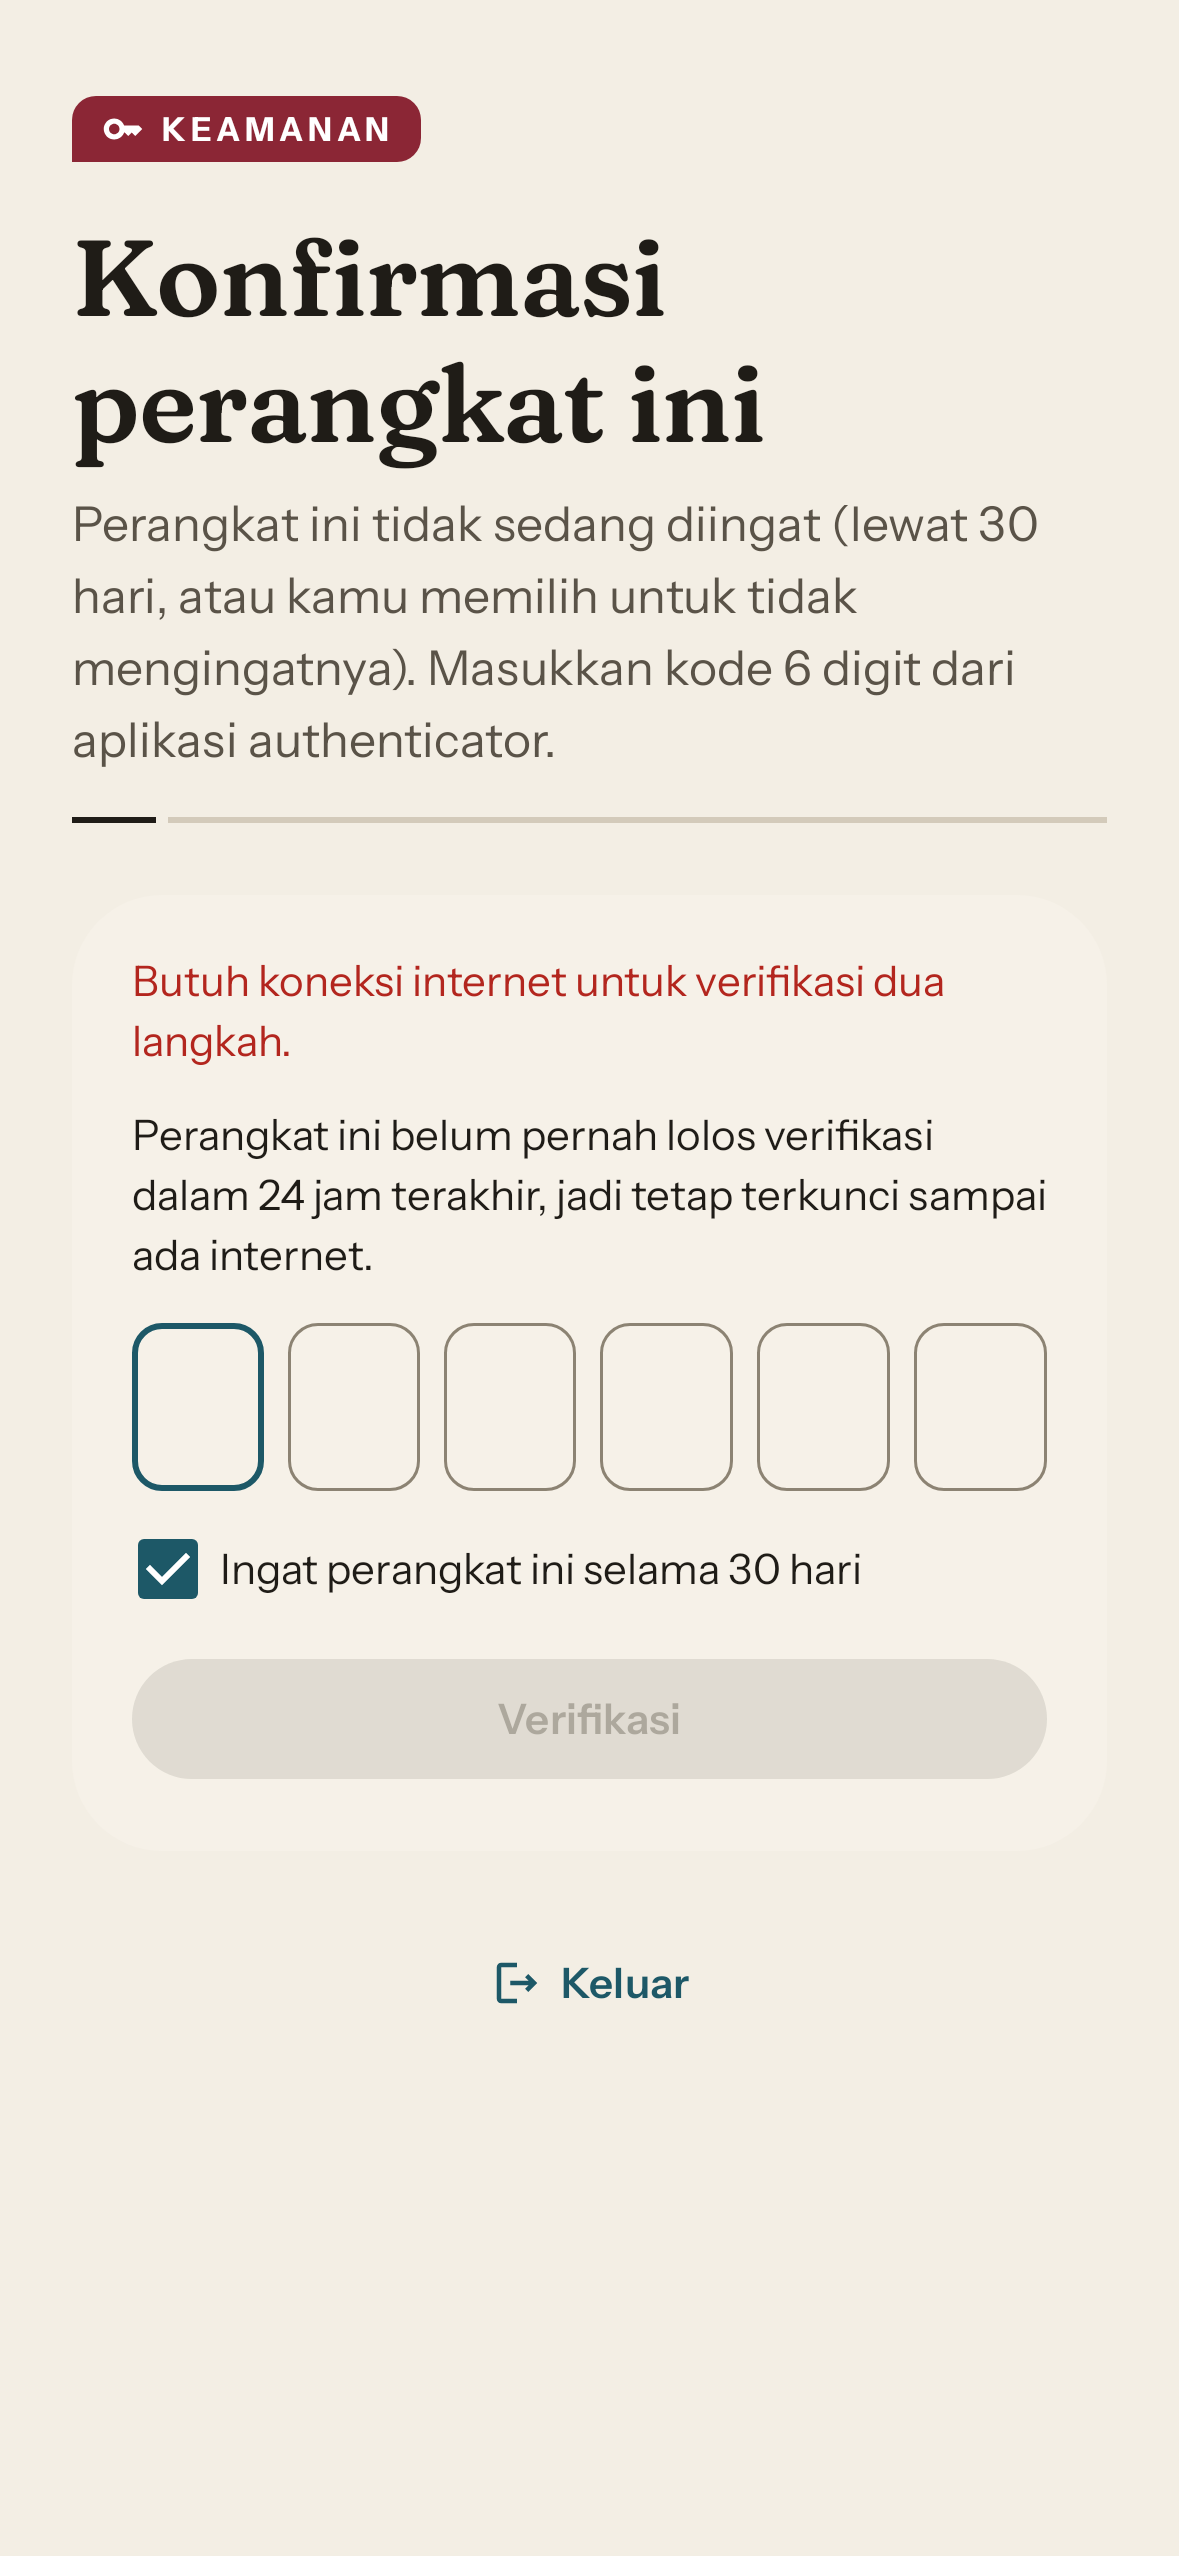 KEAMANAN
Konfirmasi
perangkat ini
Perangkat ini tidak sedang diingat (lewat 30
hari, atau kamu memilih untuk tidak
mengingatnya). Masukkan kode 6 digit dari
aplikasi authenticator.
Butuh koneksi internet untuk verifikasi dua
langkah.
Perangkat ini belum pernah lolos verifikasi
dalam 24 jam terakhir, jadi tetap terkunci sampai
ada internet.
Ingat perangkat ini selama 30 hari
Verifikasi
Keluar